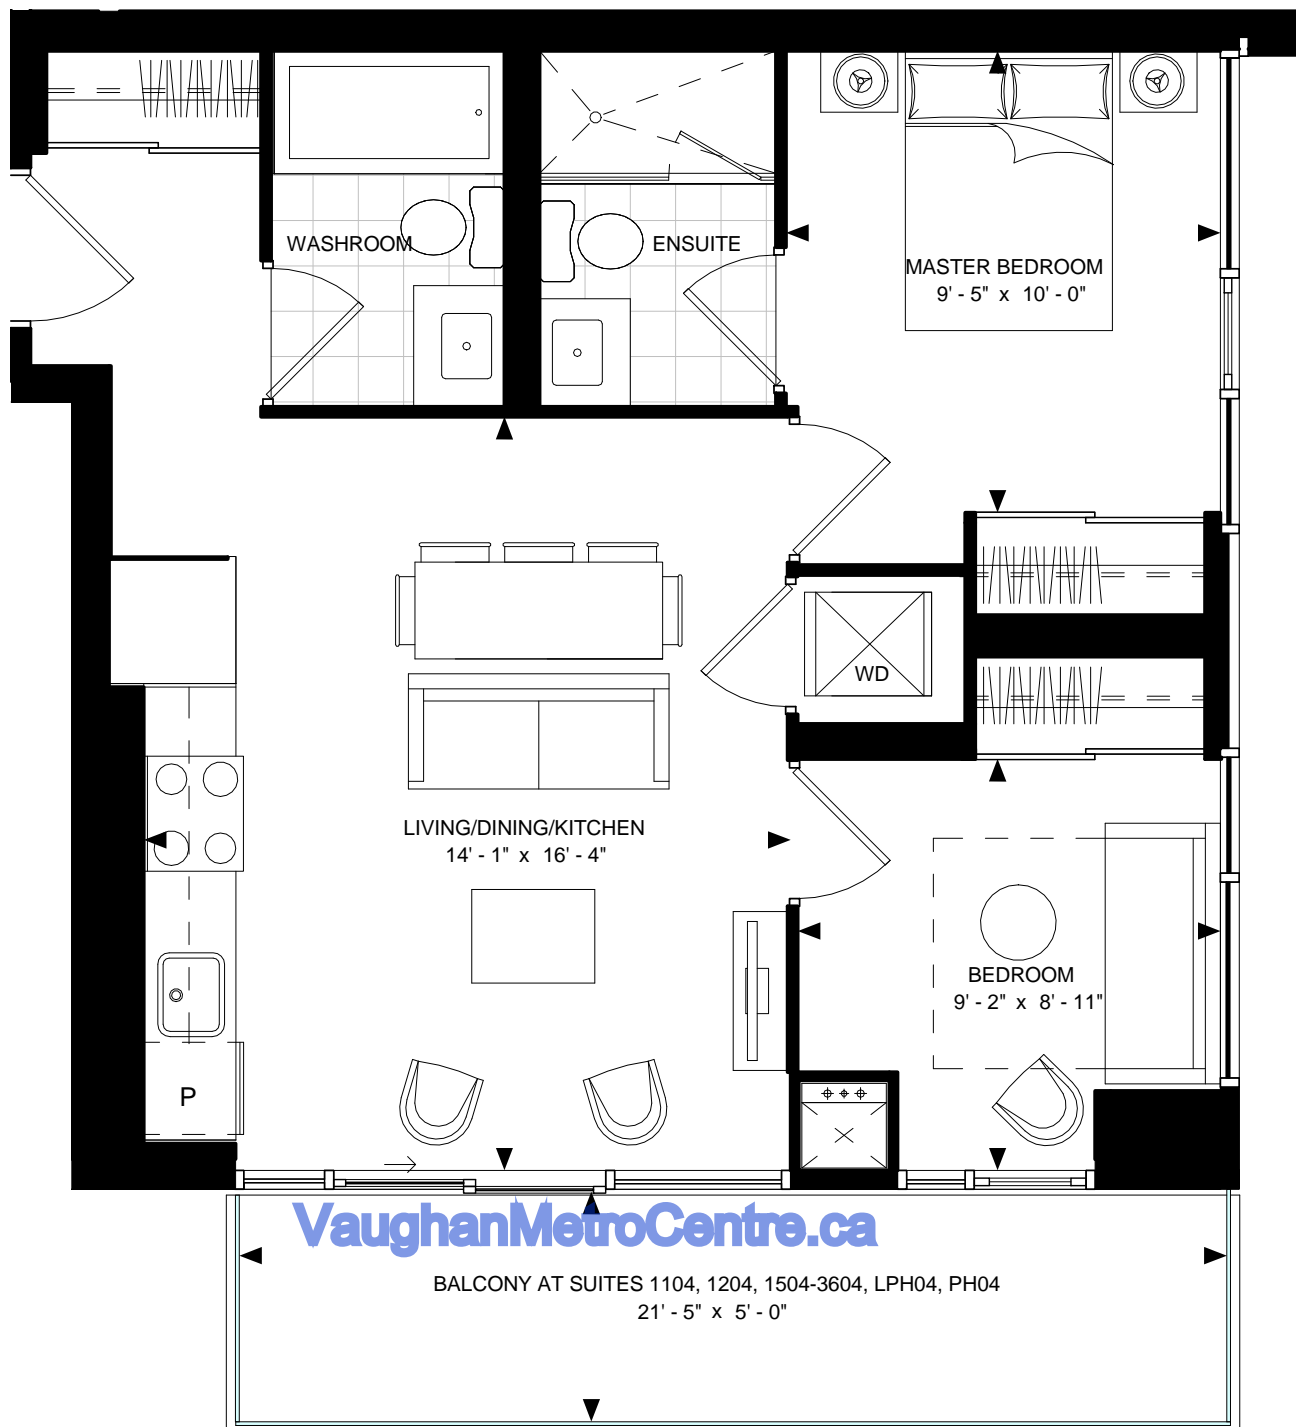 WASHROOM
ENSUITE
MASTER BEDROOM
9' - 5" x 10' - 0"
WD
LIVING/DINING/KITCHEN
14' - 1" x 16' - 4"
BEDROOM
9' - 2" x 8' - 11"
P
VaughanMetroCentre.ca
BALCONY AT SUITES 1104, 1204, 1504-3604, LPH04, PH04
21' - 5" x 5' - 0"